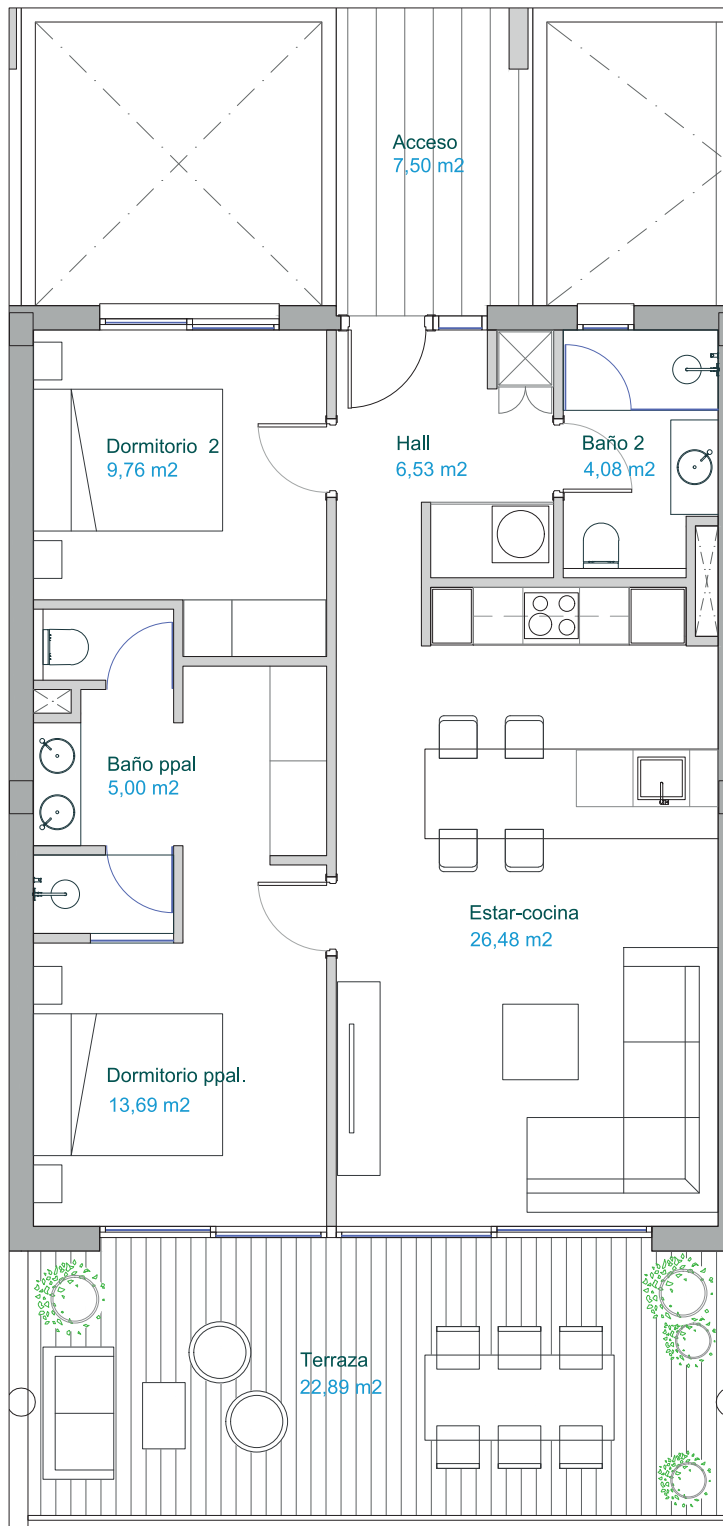 Acceso
7,50 m2
Dormitorio 2
9,76 m2
Hall
6,53 m2
Baño 2
4,08 m2
Baño ppal
5,00 m2
Estar-cocina
26,48 m2
Dormitorio ppal.
13,69 m2
Terraza
22,89 m2